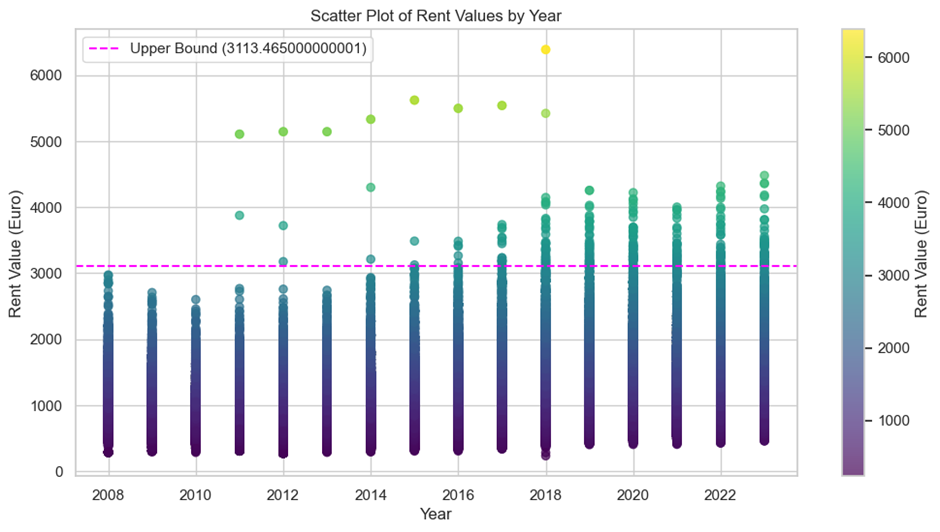 Scatter Plot of Rent Values by Year
Upper Bound (3113.465000000001)
6000
5000
4000
3000
2000
1000
0
Rent Value (Euro)
2008 2010 2012 2014 2016 2018 2020 2022
Year
6000
5000
4000
3000
2000
1000
Rent Value (Euro)